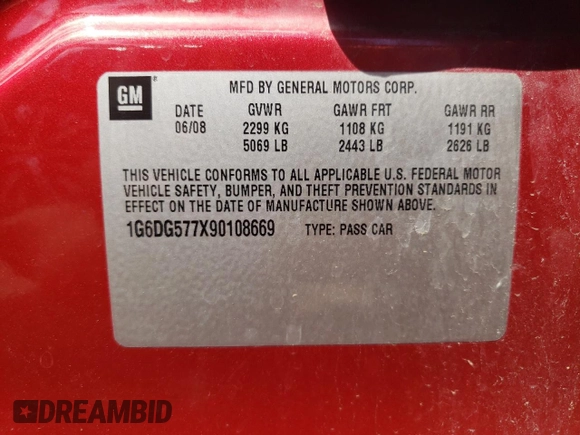 GM ®
MFD BY GENERAL MOTORS CORP.
DATE GVWR GAWR FRT GAWR RR
06/08 2299 KG 1108 KG 1191 KG
5069 LB 2443 LB 2626 LB
THIS VEHICLE CONFORMS TO ALL APPLICABLE U.S. FEDERAL MOTOR
VEHICLE SAFETY, BUMPER, AND THEFT PREVENTION STANDARDS IN
EFFECT ON THE DATE OF MANUFACTURE SHOWN ABOVE.
1G6DG577X90108669 TYPE: PASS CAR
DREAMBID